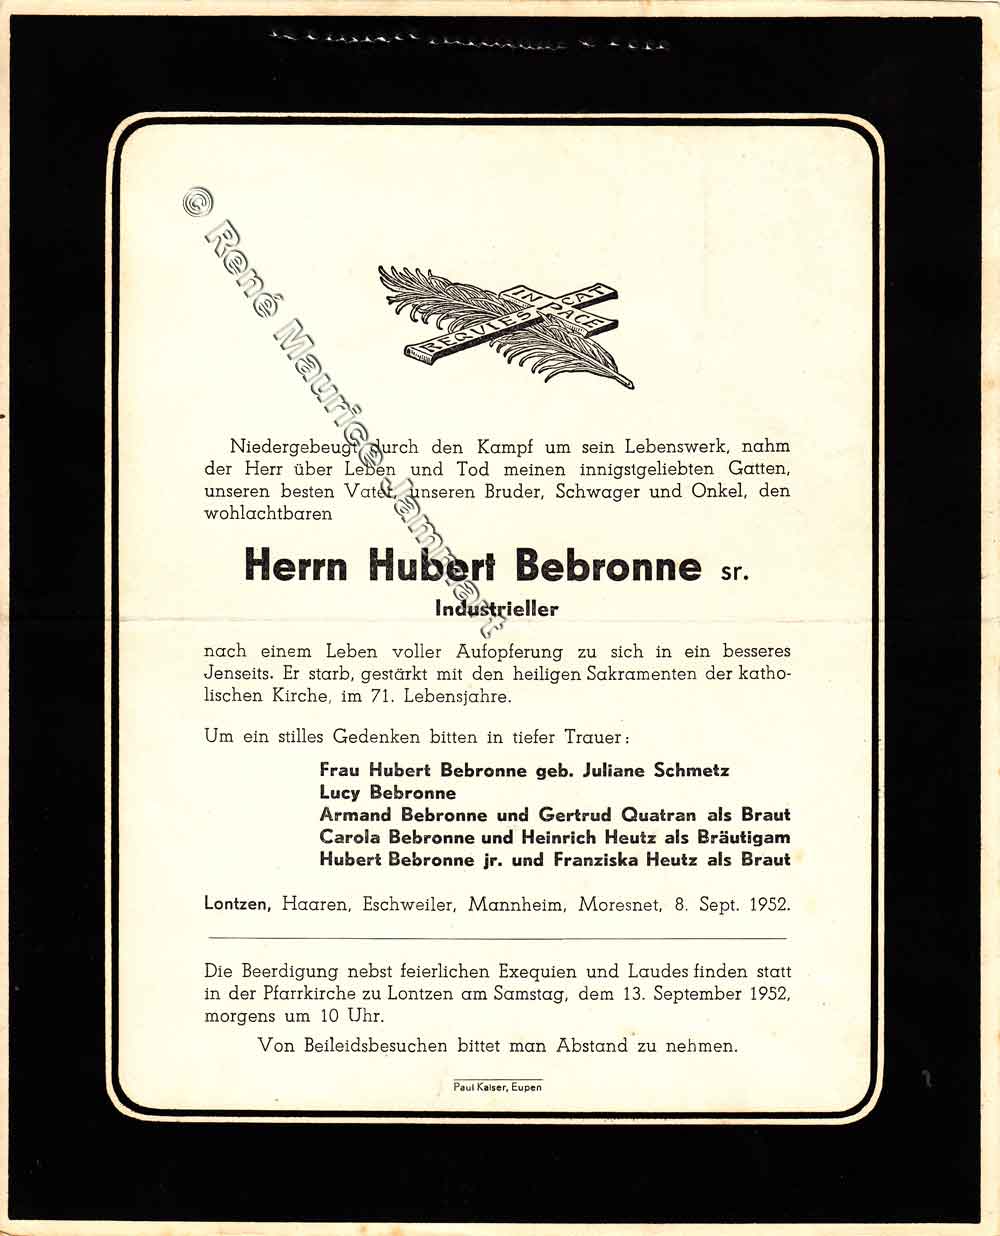 IN PACE
REQVIESCAT
© René Maurice Jammart
Niedergebeugt durch den Kampf um sein Lebenswerk, nahm
der Herr über Leben und Tod meinen innigstgeliebten Gatten,
unseren besten Vater, unseren Bruder, Schwager und Onkel, den
wohlachtbaren
Herrn Hubert Bebronne sr.
Industrieller
nach einem Leben voller Aufopferung zu sich in ein besseres
Jenseits. Er starb, gestärkt mit den heiligen Sakramenten der katho-
lischen Kirche, im 71. Lebensjahre.
Um ein stilles Gedenken bitten in tiefer Trauer:
Frau Hubert Bebronne geb. Juliane Schmetz
Lucy Bebronne
Armand Bebronne und Gertrud Quatran als Braut
Carola Bebronne und Heinrich Heutz als Bräutigam
Hubert Bebronne jr. und Franziska Heutz als Braut
Lontzen, Haaren, Eschweiler, Mannheim, Moresnet, 8. Sept. 1952.
Die Beerdigung nebst feierlichen Exequien und Laudes finden statt
in der Pfarrkirche zu Lontzen am Samstag, dem 13. September 1952,
morgens um 10 Uhr.
Von Beileidsbesuchen bittet man Abstand zu nehmen.
Paul Kaiser, Eupen